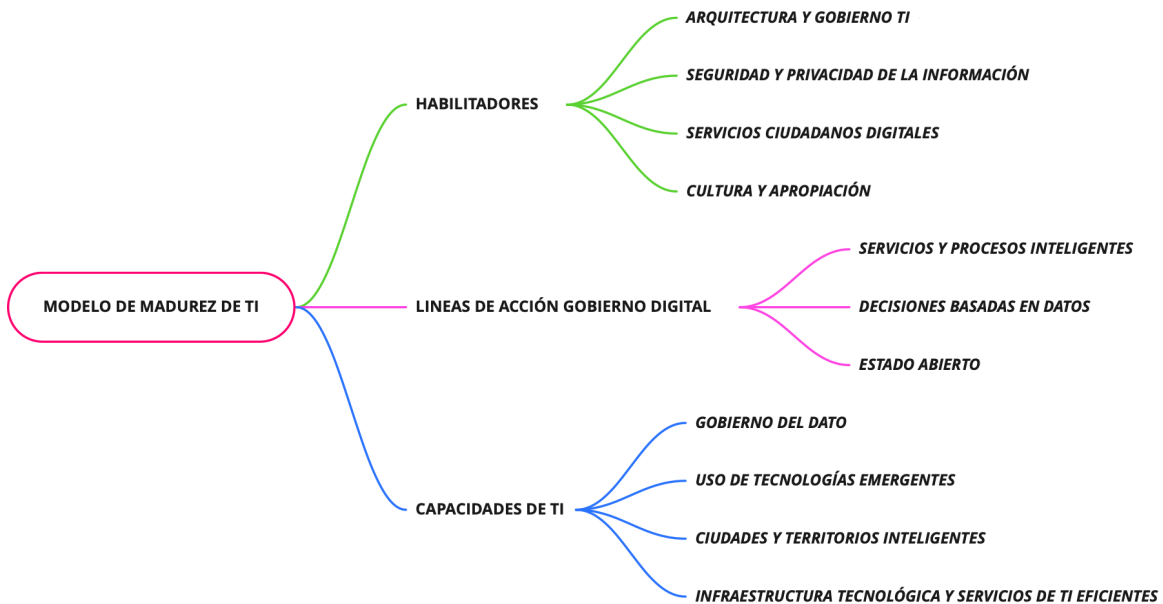 MODELO DE MADUREZ DE TI
HABILITADORES
ARQUITECTURA Y GOBIERNO TI
SEGURIDAD Y PRIVACIDAD DE LA INFORMACIÓN
SERVICIOS CIUDADANOS DIGITALES
CULTURA Y APROPIACIÓN
LINEAS DE ACCIÓN GOBIERNO DIGITAL
SERVICIOS Y PROCESOS INTELIGENTES
DECISIONES BASADAS EN DATOS
ESTADO ABIERTO
CAPACIDADES DE TI
GOBIERNO DEL DATO
USO DE TECNOLOGÍAS EMERGENTES
CIUDADES Y TERRITORIOS INTELIGENTES
INFRAESTRUCTURA TECNOLÓGICA Y SERVICIOS DE TI EFICIENTES